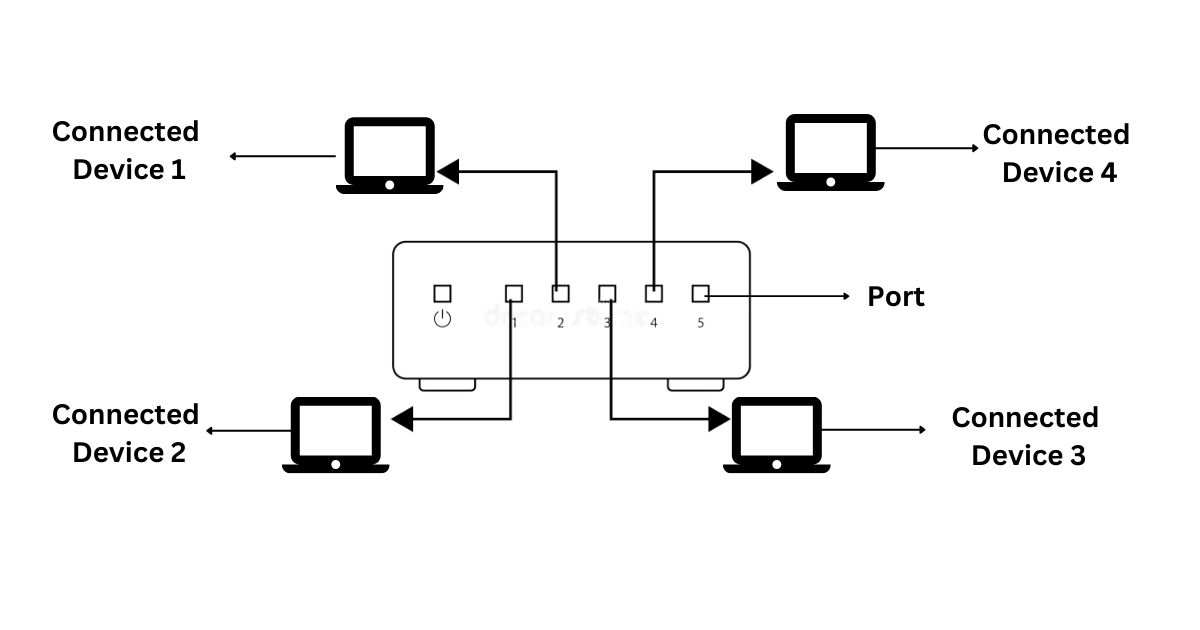 Connected
Device 1
Connected
Device 4
Port
1 2 3 4 5
Connected
Device 2
Connected
Device 3